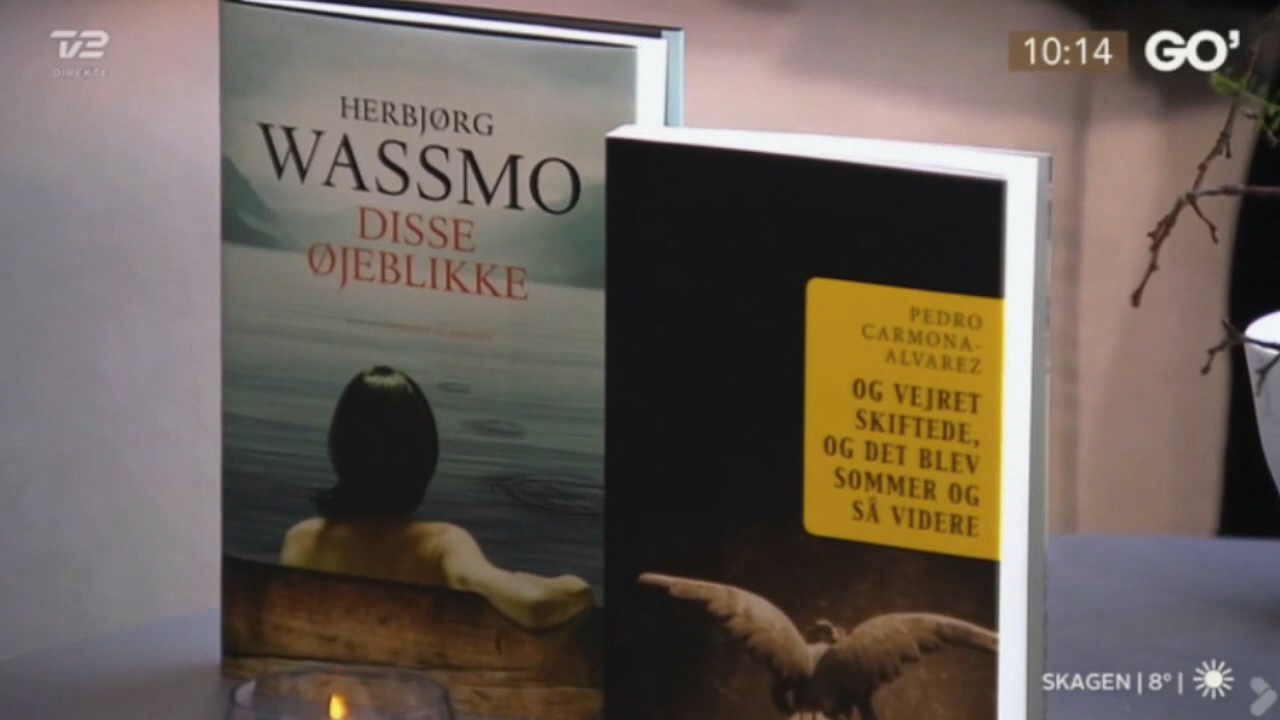 TV2
DIREKTE
10:14 GO'
HERBJØRG
WASSMO
DISSE
ØJEBLIKKE
PEDRO
CARMONA-
ALVAREZ
OG VEJRET
SKIFTEDE,
OG DET BLEV
SOMMER OG
SÅ VIDERE
SKAGEN | 8° |